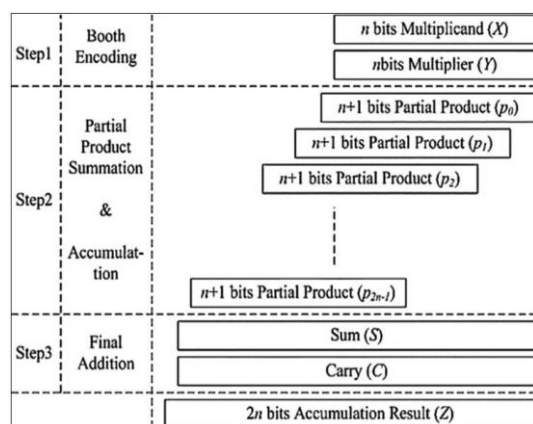 Step1
Booth
Encoding
n bits Multiplicand (X)
nbits Multiplier (Y)
Step2
Partial
Product
Summation
&
Accumulat-
tion
n+1 bits Partial Product (p0)
n+1 bits Partial Product (p1)
n+1 bits Partial Product (p2)
n+1 bits Partial Product (p2n-1)
Step3
Final
Addition
Sum (S)
Carry (C)
2n bits Accumulation Result (Z)